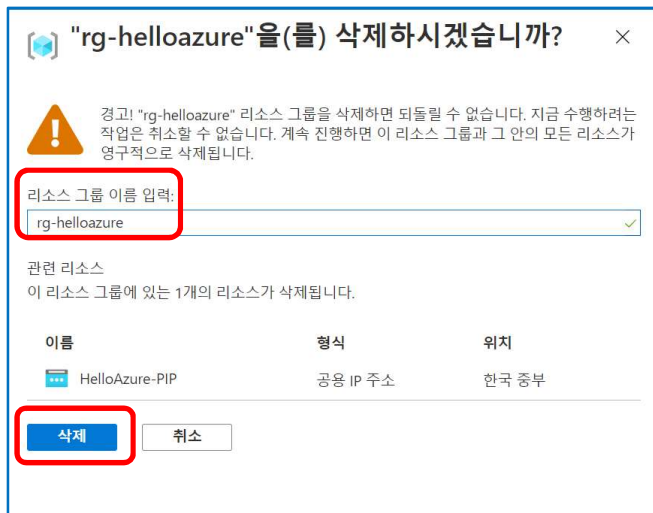 "rg-helloazure"을(를) 삭제하시겠습니까?
경고! "rg-helloazure" 리소스 그룹을 삭제하면 되돌릴 수 없습니다. 지금 수행하려는
작업은 취소할 수 없습니다. 계속 진행하면 이 리소스 그룹과 그 안의 모든 리소스가
영구적으로 삭제됩니다.
리소스 그룹 이름 입력:
rg-helloazure
관련 리소스
이 리소스 그룹에 있는 1개의 리소스가 삭제됩니다.
이름 형식 위치
HelloAzure-PIP 공용 IP 주소 한국 중부
삭제 취소